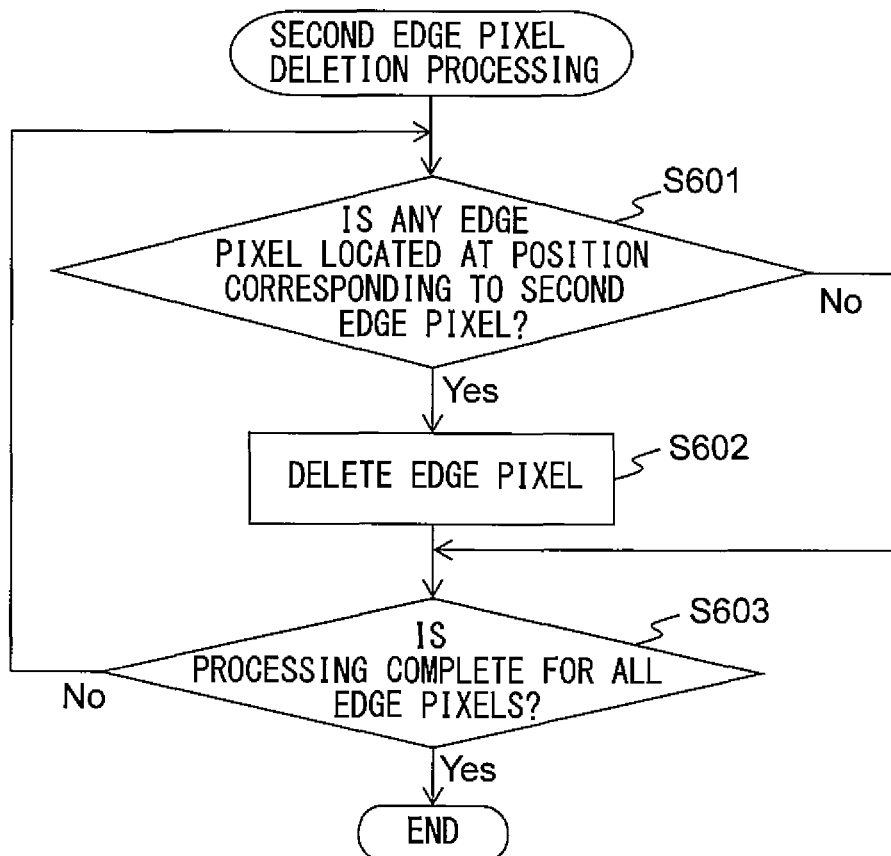 SECOND EDGE PIXEL
DELETION PROCESSING
S601
IS ANY EDGE
PIXEL LOCATED AT POSITION
CORRESPONDING TO SECOND
EDGE PIXEL?
No
Yes
S602
DELETE EDGE PIXEL
S603
IS
PROCESSING COMPLETE FOR ALL
EDGE PIXELS?
No
Yes
END